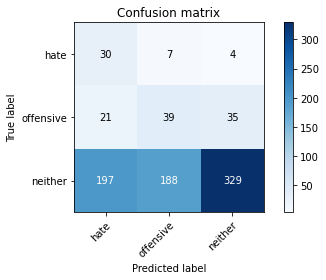 Confusion matrix
hate 30 7 4
offensive 21 39 35
neither 197 188 329
hate offensive neither
True label
Predicted label
300
250
200
150
100
50